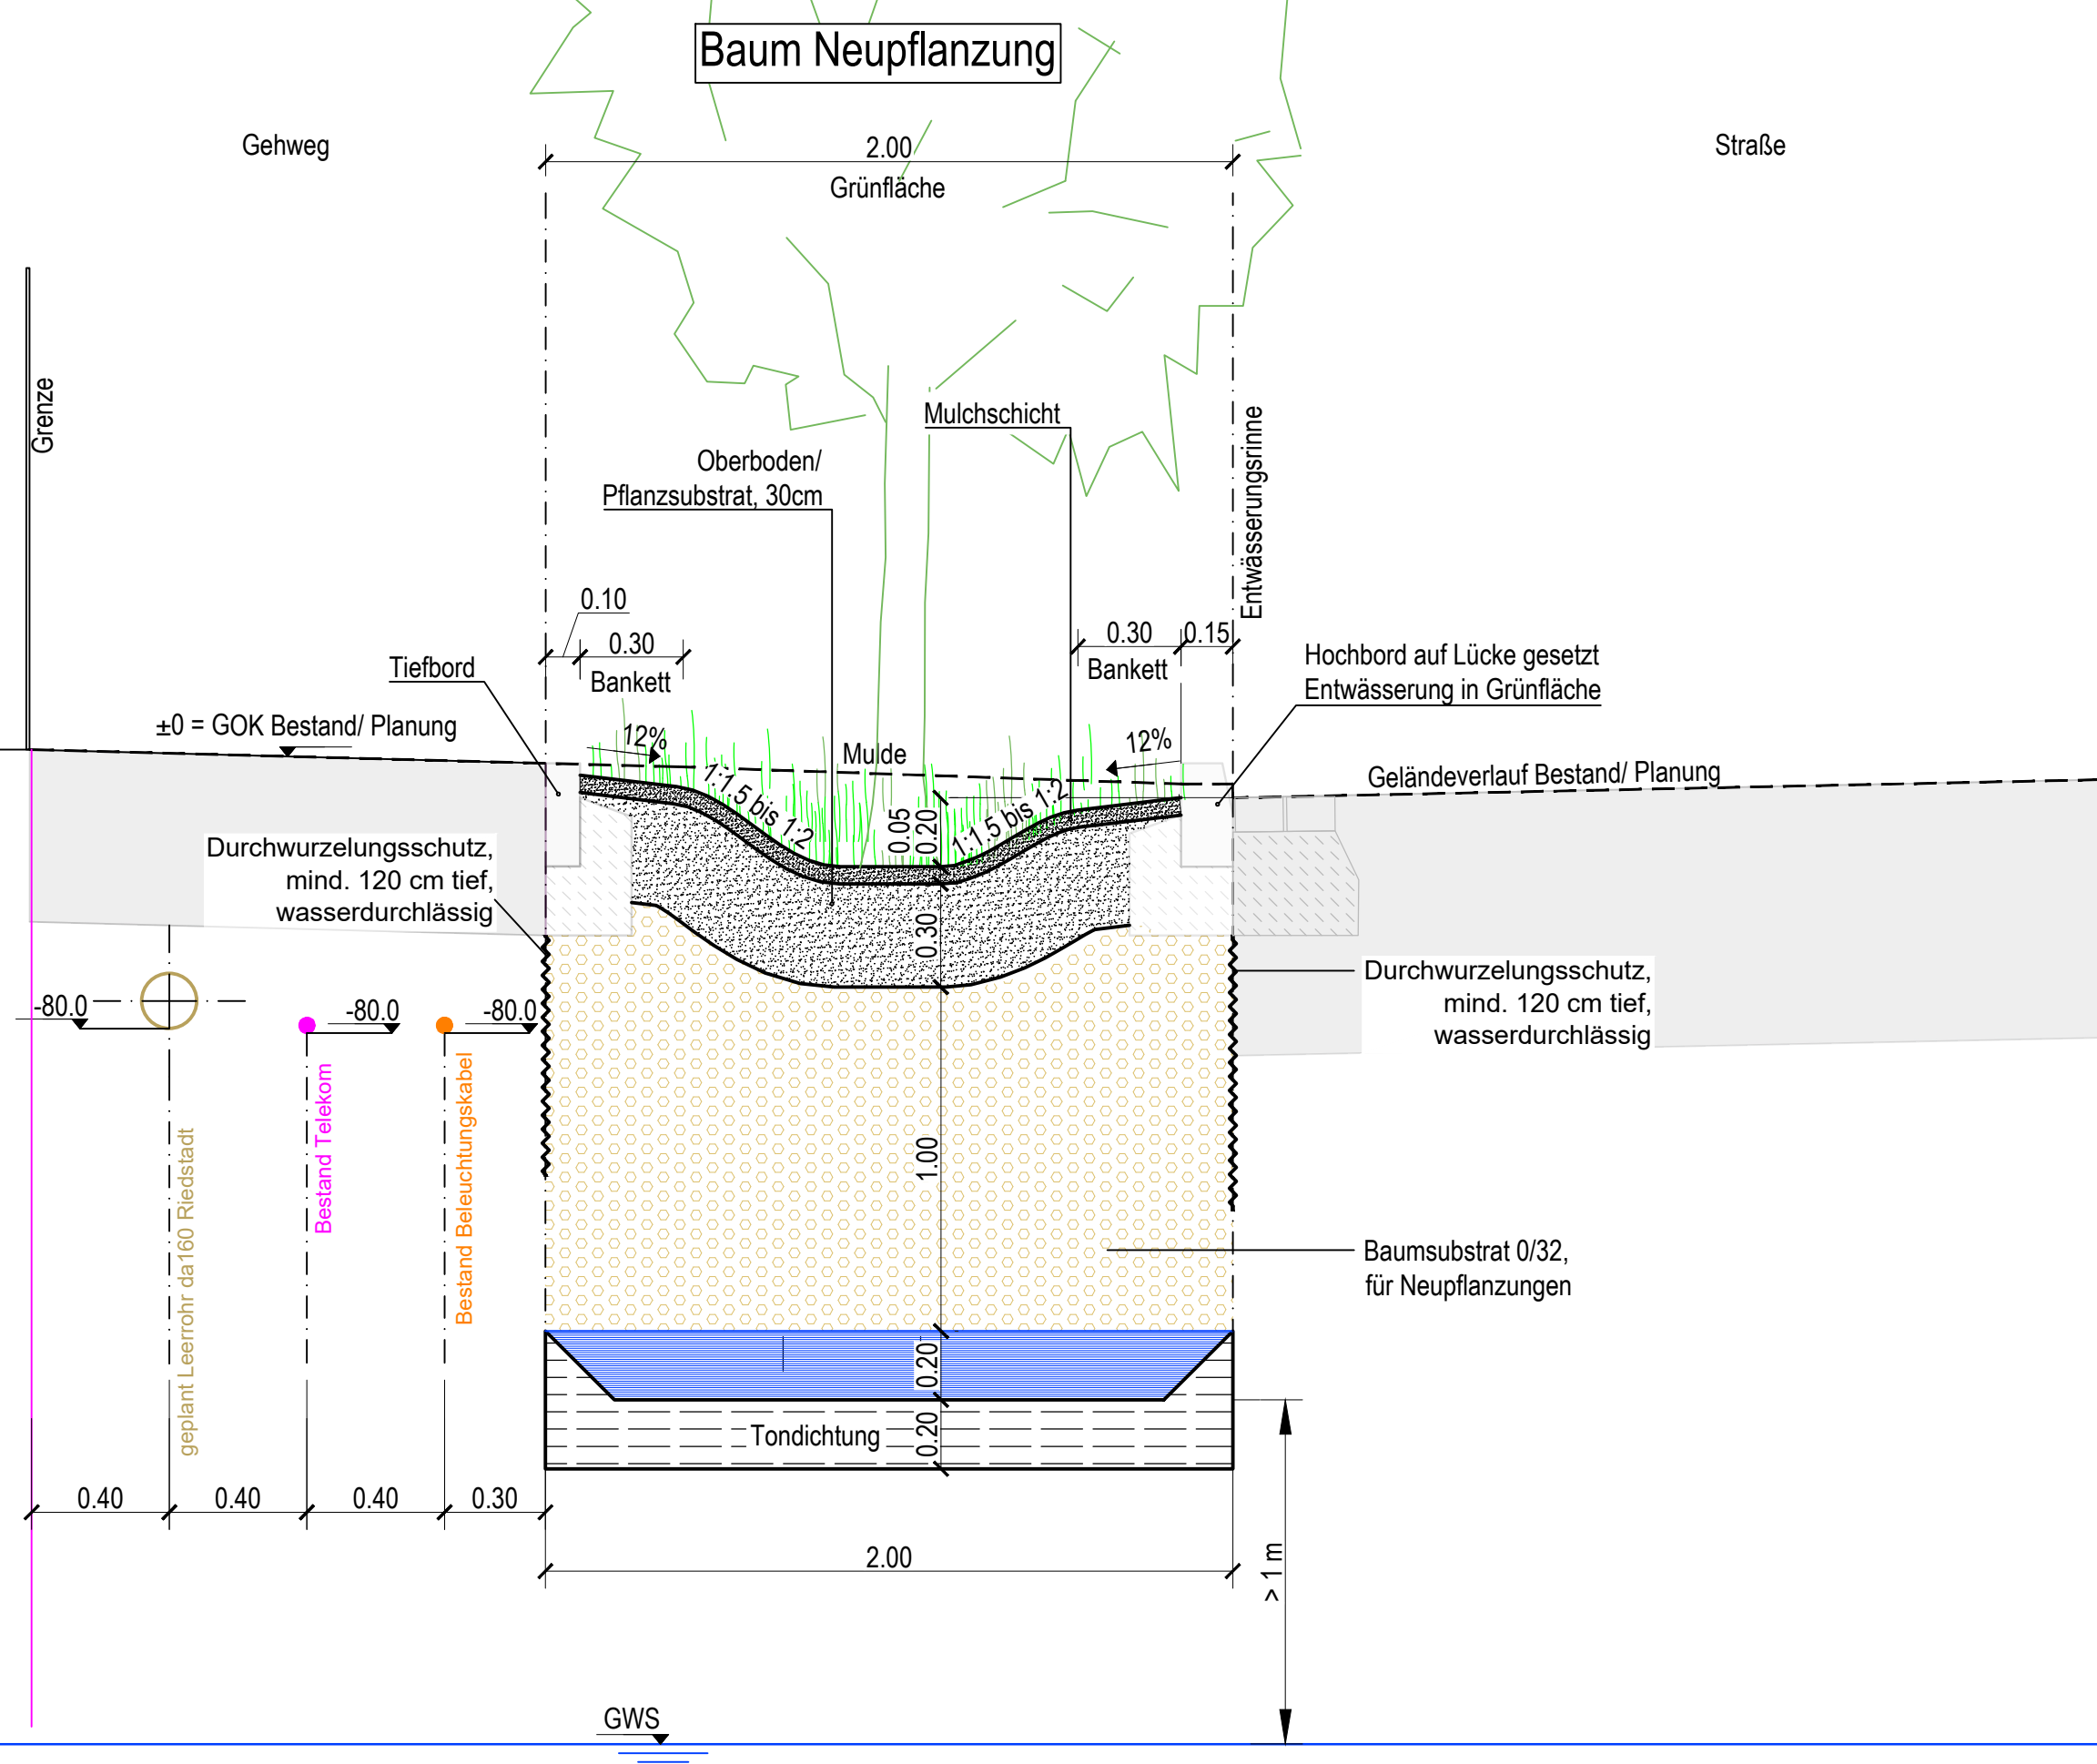 Baum Neupflanzung
Gehweg
2.00
Straße
Grünfläche
Grenze
Mulchschicht
Entwässerungsrinne
Oberboden/
Pflanzsubstrat, 30cm
0.10
0.30
Bankett
0.30
0.15
Bankett
Tiefbord
Hochbord auf Lücke gesetzt
Entwässerung in Grünfläche
±0 = GOK Bestand/ Planung
12%
Mulde
12%
Geländeverlauf Bestand/ Planung
1:1.5 bis 1:2
0.05
0.20
1:1.5 bis 1:2
Durchwurzelungsschutz,
mind. 120 cm tief,
wasserdurchlässig
0.30
Durchwurzelungsschutz,
mind. 120 cm tief,
wasserdurchlässig
-80.0
-80.0
-80.0
geplant Leerrohr da160 Riedstadt
Bestand Telekom
Bestand Beleuchtungskabel
1.00
Baumsubstrat 0/32,
für Neupflanzungen
0.20
Tondichtung
0.20
0.40
0.40
0.40
0.30
2.00
> 1 m
GWS